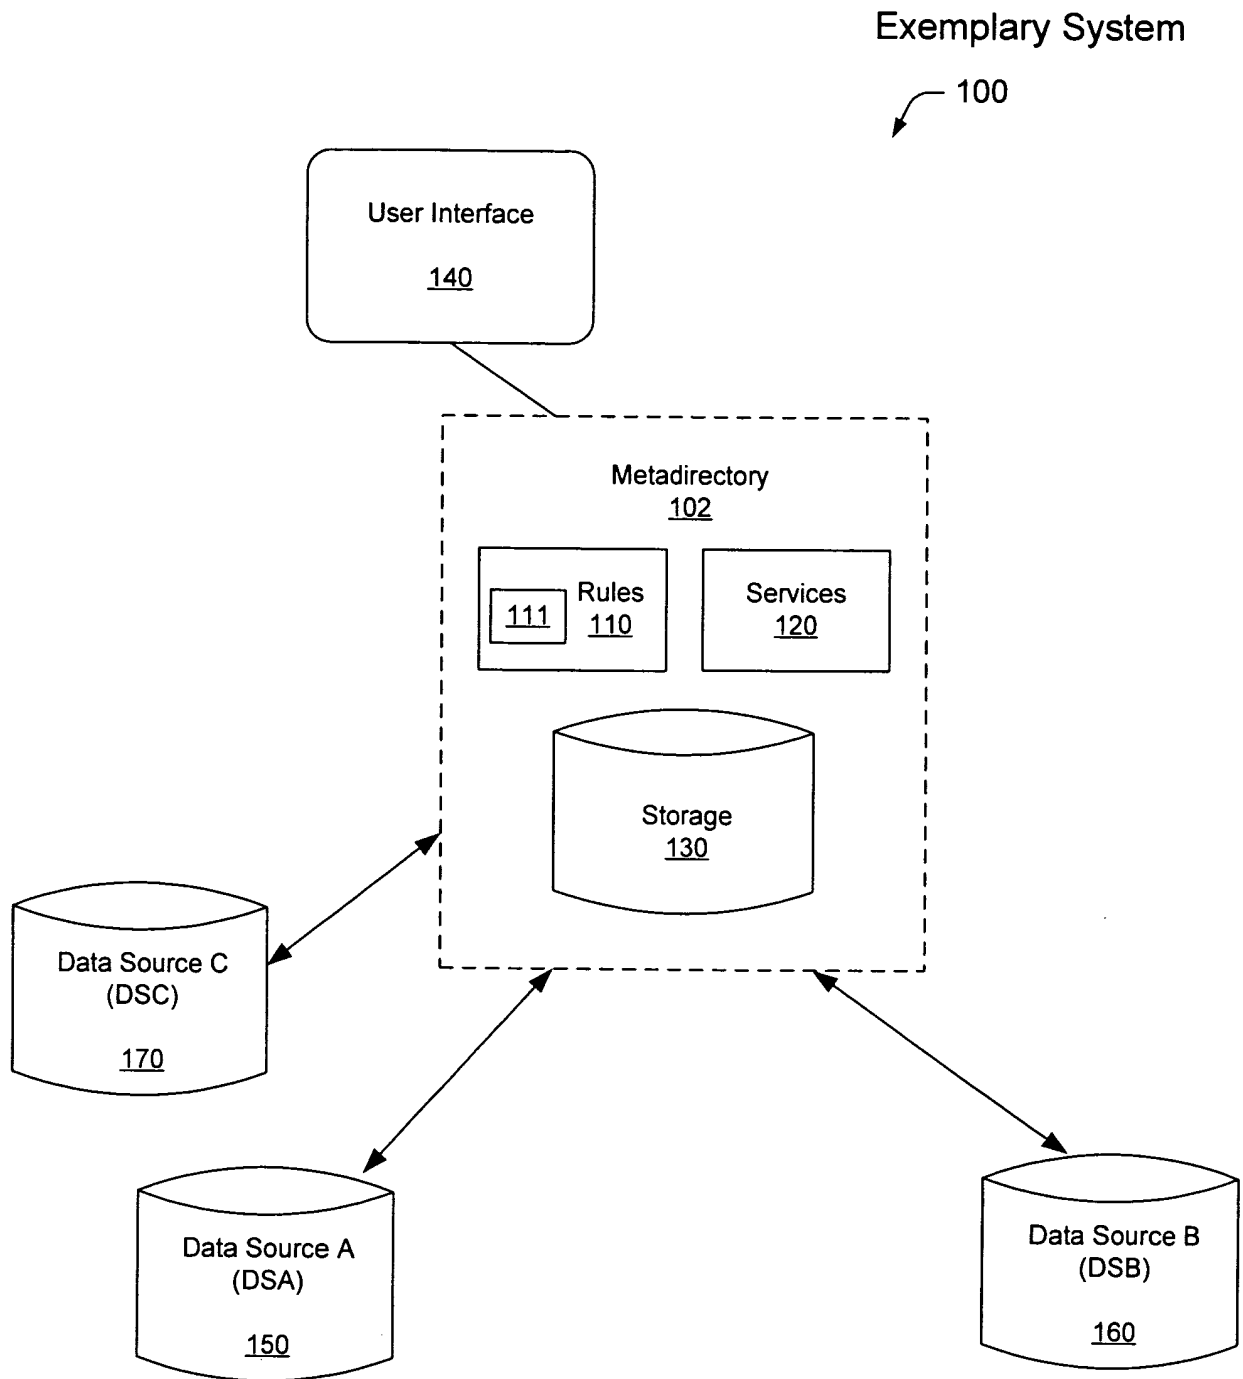 Exemplary System
100
User Interface
140
Metadirectory
102
Rules
111
110
Services
120
Storage
130
Data Source C
(DSC)
170
Data Source A
(DSA)
150
Data Source B
(DSB)
160